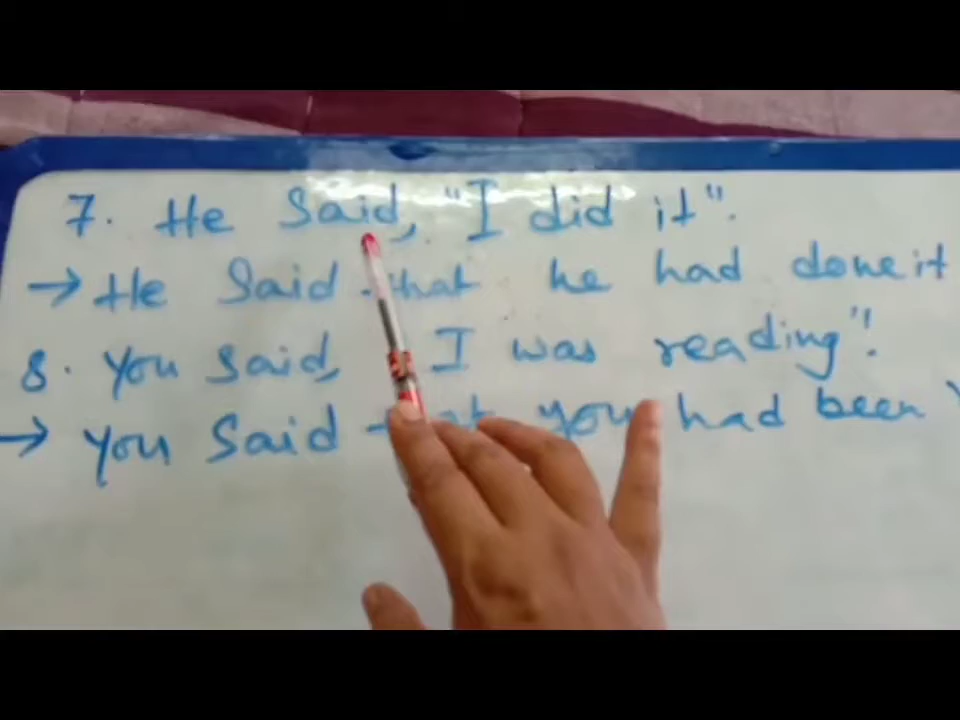 7. He Said, "I did it".
→ He Said that he had done it
8. You Said, I was reading".
→ You Said you had been